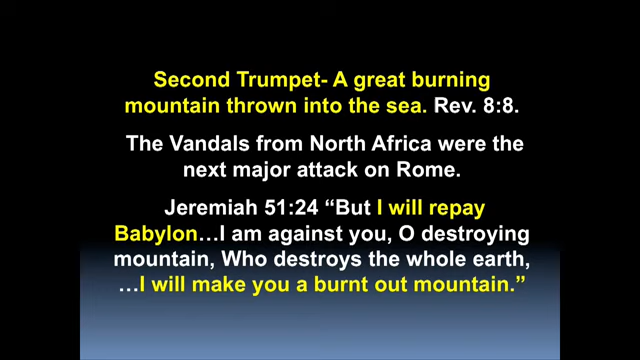 Second Trumpet- A great burning
mountain thrown into the sea. Rev. 8:8.
The Vandals from North Africa were the
next major attack on Rome.
Jeremiah 51:24 “But I will repay
Babylon…I am against you, O destroying
mountain, Who destroys the whole earth,
…I will make you a burnt out mountain.”